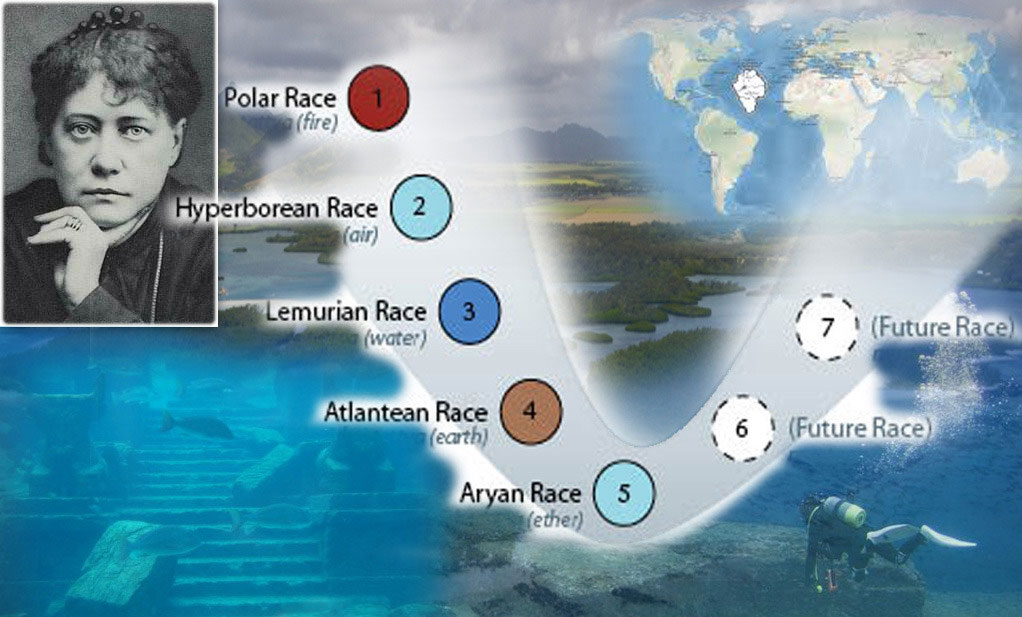 Polar Race
1
(fire)
Hyperborean Race
2
(air)
Lemurian Race
3
(water)
7
(Future Race)
Atlantean Race
4
(earth)
6
(Future Race)
Aryan Race
5
(ether)